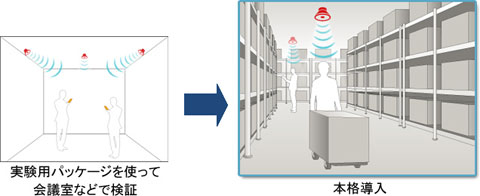 実験用パッケージを使って
会議室などで検証
本格導入